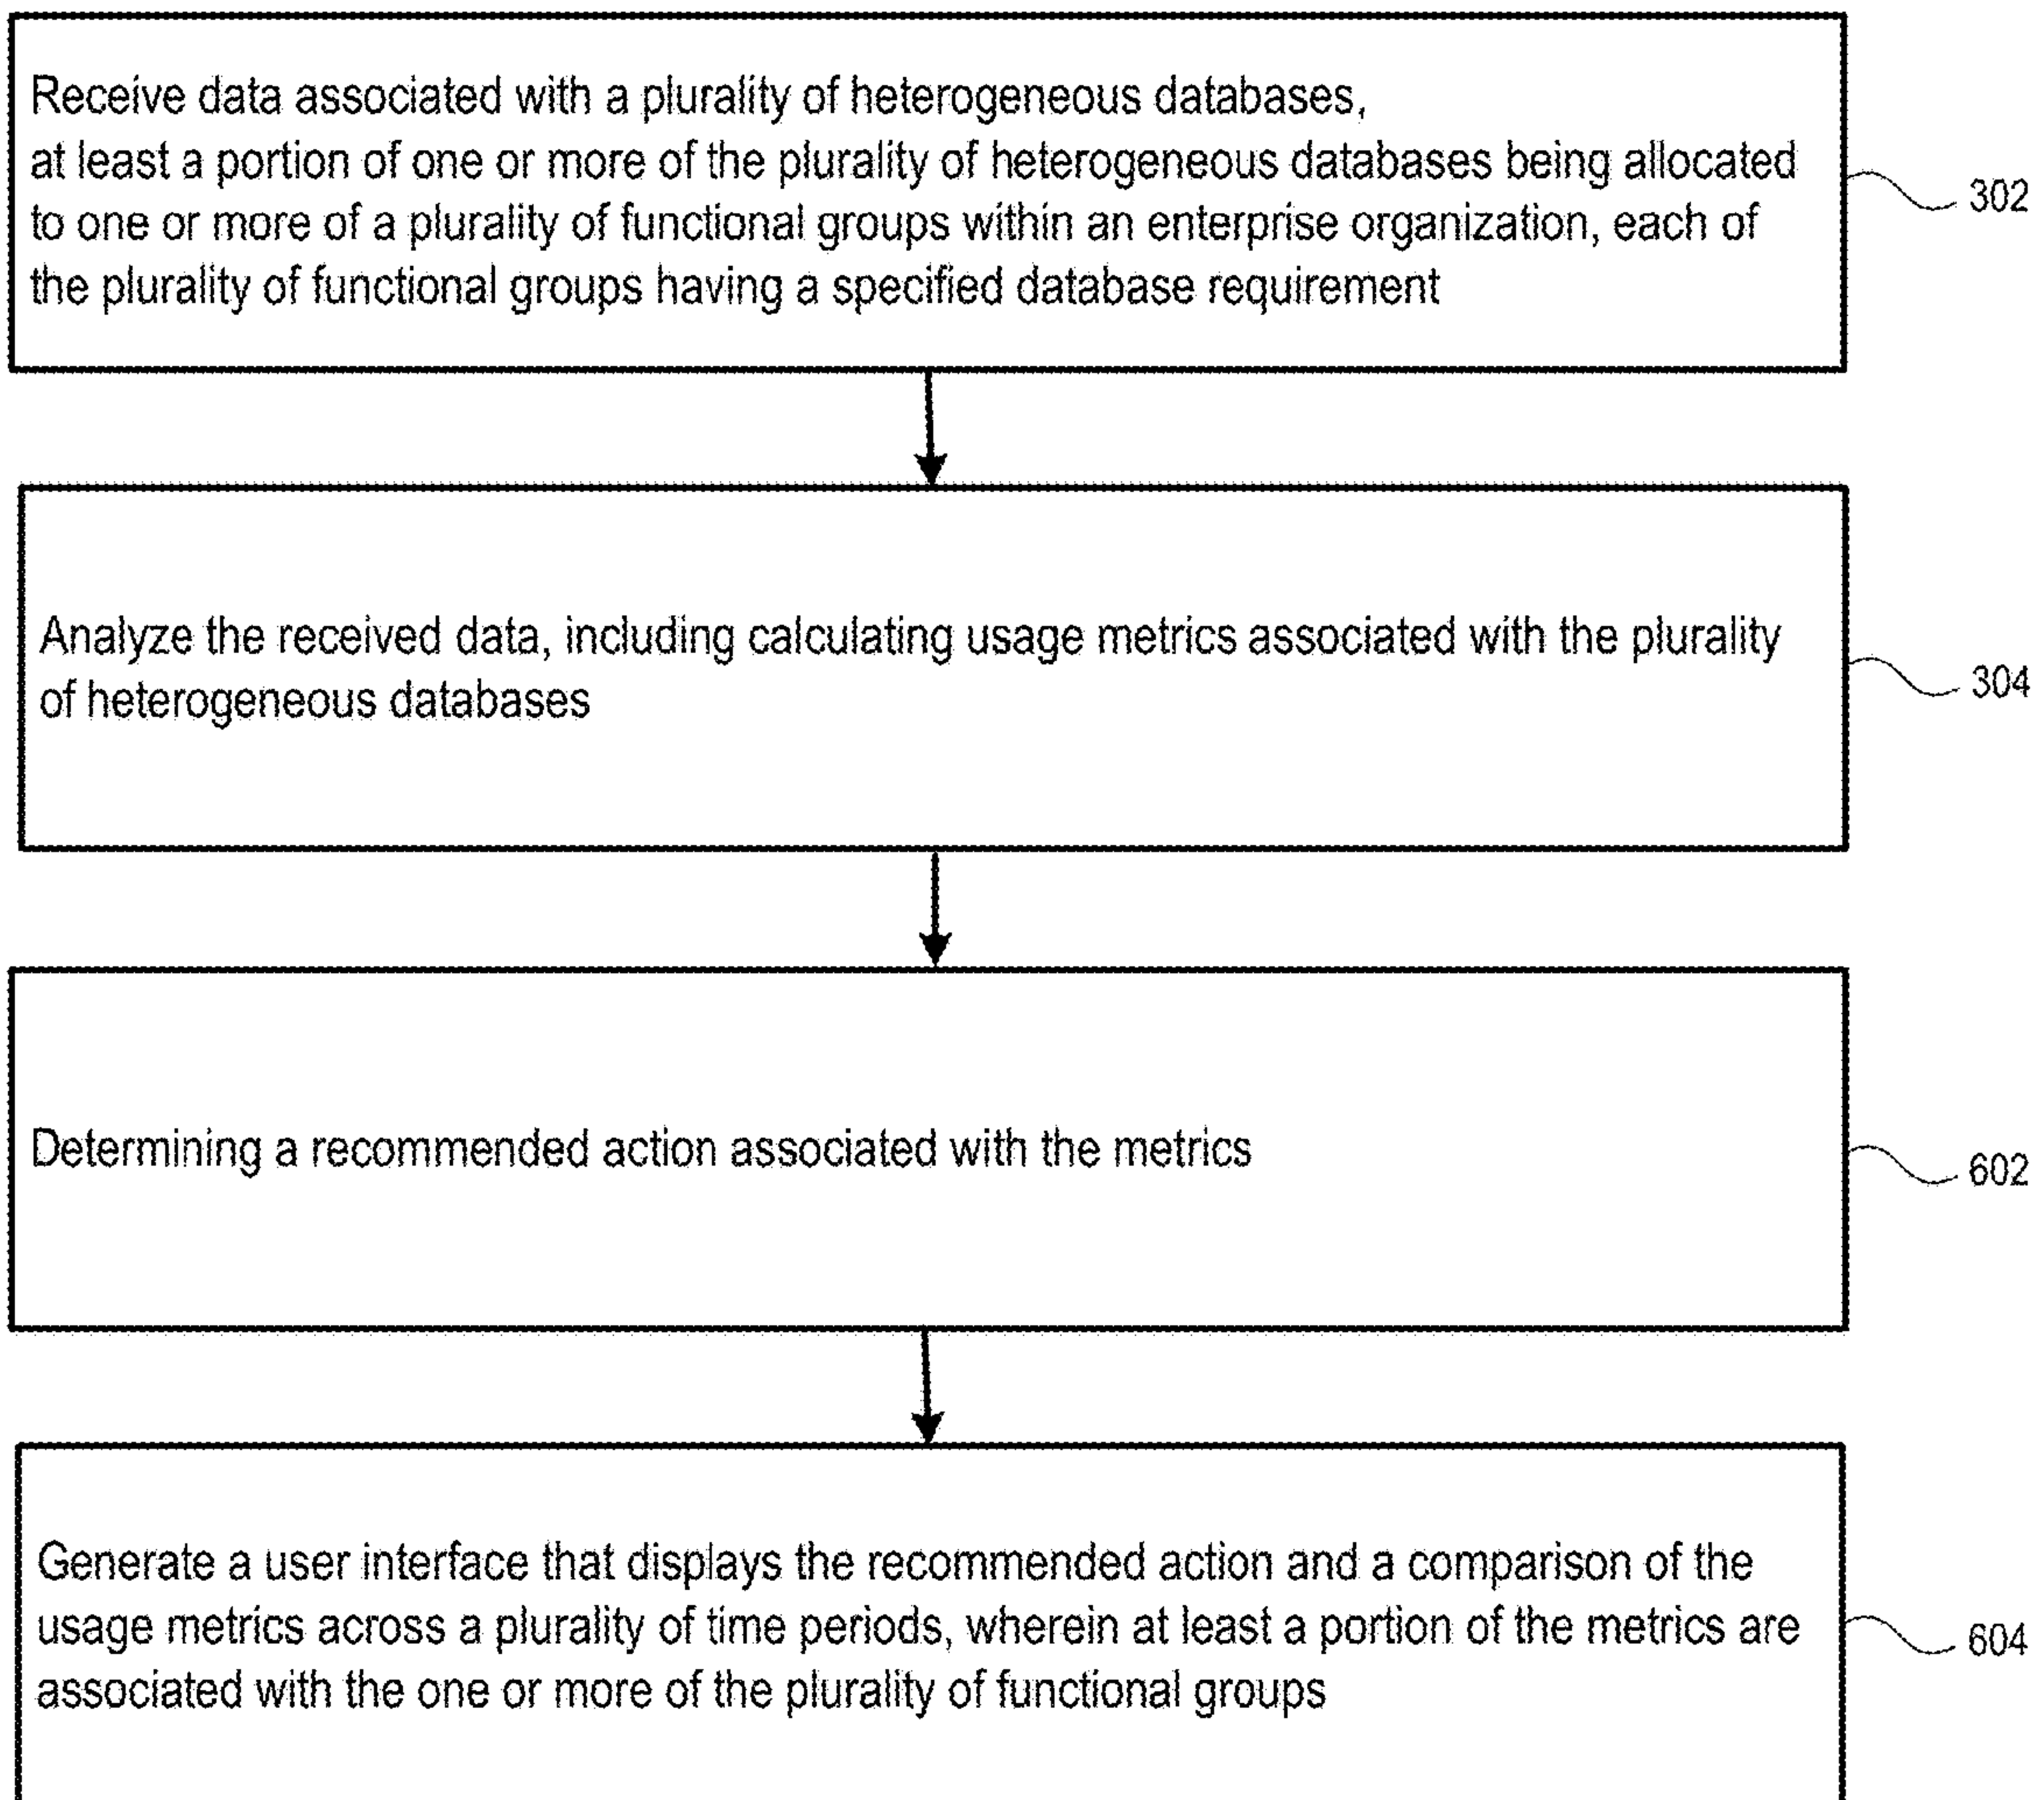 Receive data associated with a plurality of heterogeneous databases,
at least a portion of one or more of the plurality of heterogeneous databases being allocated
to one or more of a plurality of functional groups within an enterprise organization, each of
the plurality of functional groups having a specified database requirement
302
Analyze the received data, including calculating usage metrics associated with the plurality
of heterogeneous databases
304
Determining a recommended action associated with the metrics
602
Generate a user interface that displays the recommended action and a comparison of the
usage metrics across a plurality of time periods, wherein at least a portion of the metrics are
associated with the one or more of the plurality of functional groups
604